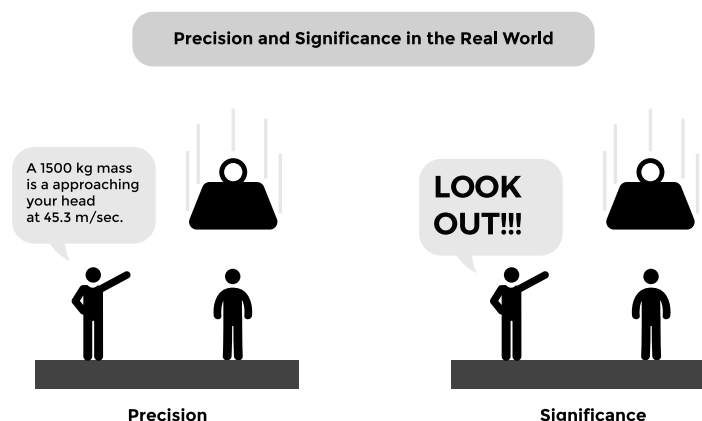 Precision and Significance in the Real World
A 1500 kg mass
is a approaching
your head
at 45.3 m/sec.
LOOK
OUT!!!
Precision
Significance